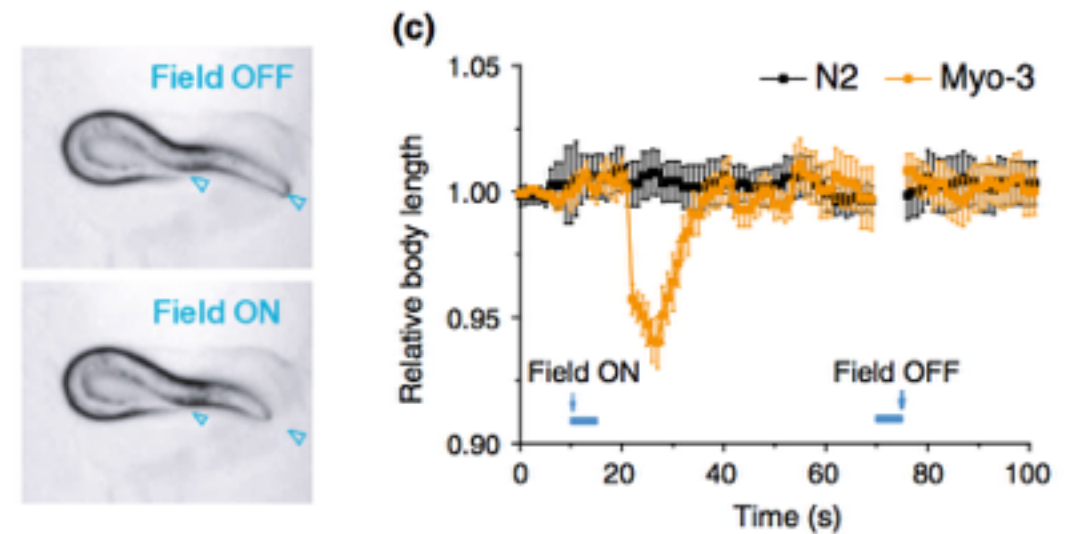 Field OFF
Field ON
(c)
N2
Myo-3
1.05
1.00
0.95
0.90
Relative body length
Field ON
Field OFF
0
20
40
60
80
100
Time (s)